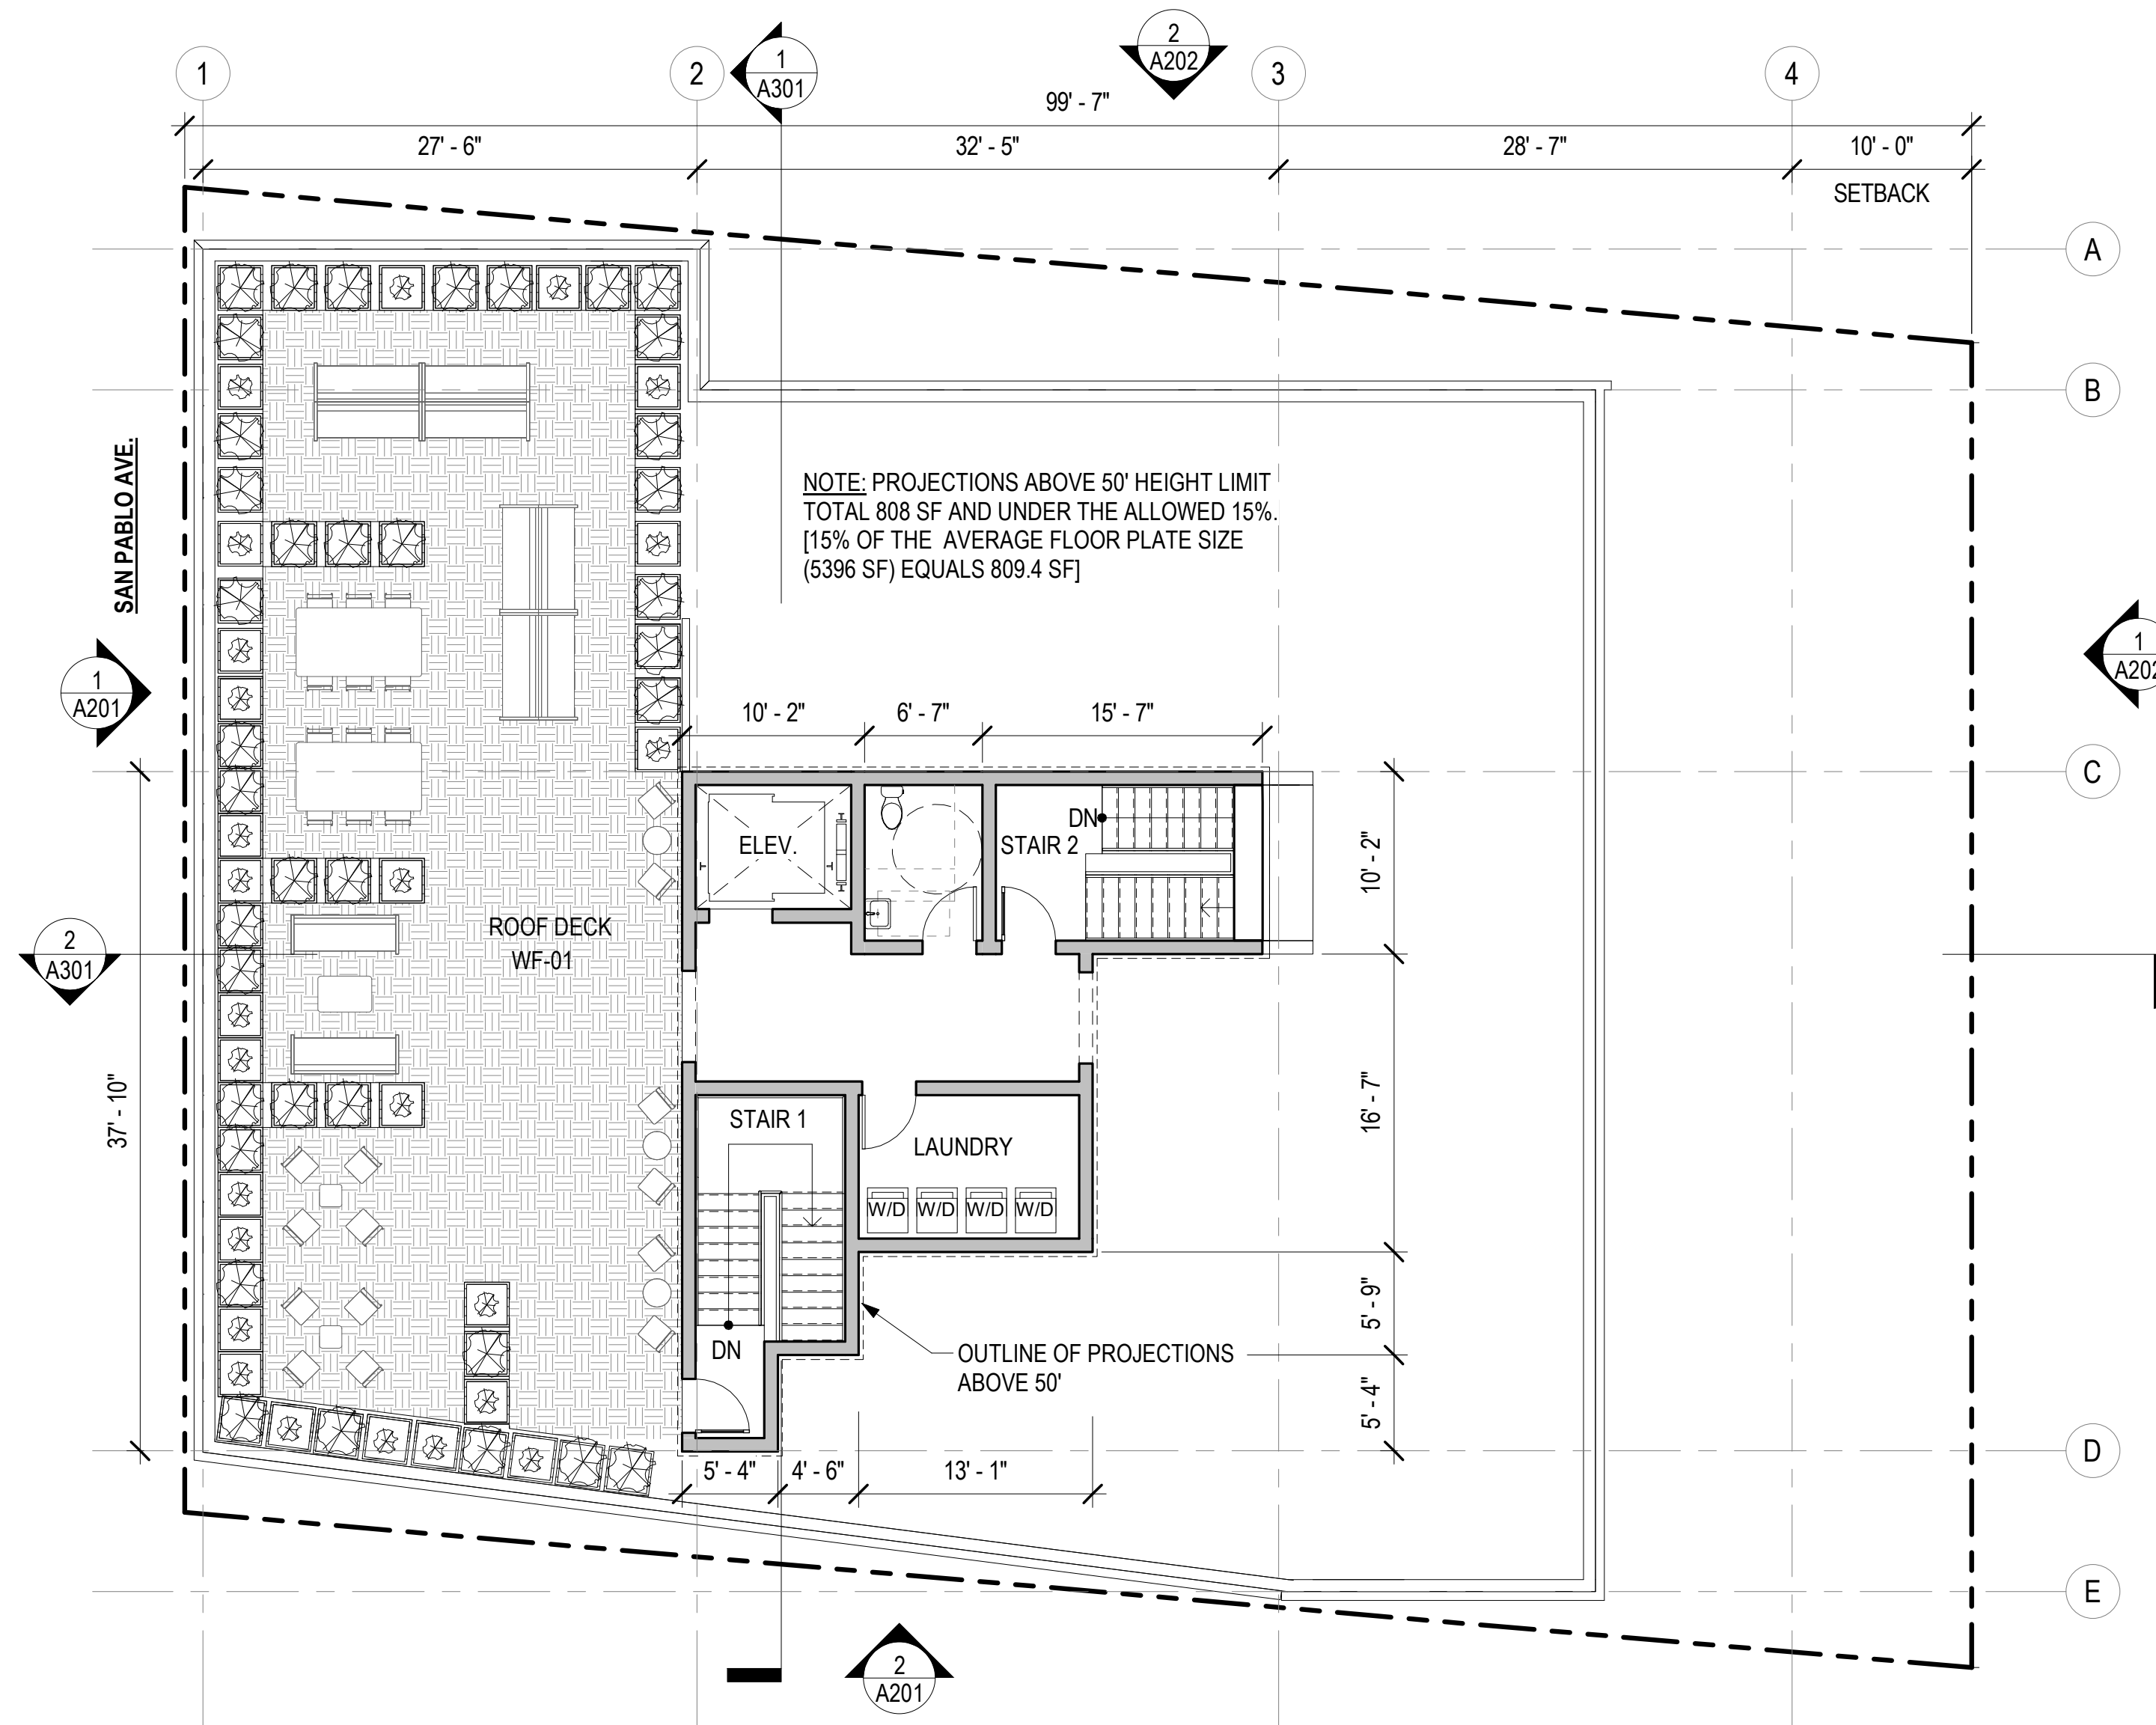 2
A202
1
A301
1
2
3
4
99' - 7"
27' - 6"
32' - 5"
28' - 7"
10' - 0"
SETBACK
A
B
SAN PABLO AVE.
NOTE: PROJECTIONS ABOVE 50' HEIGHT LIMIT
TOTAL 808 SF AND UNDER THE ALLOWED 15%.
[15% OF THE AVERAGE FLOOR PLATE SIZE
(5396 SF) EQUALS 809.4 SF]
1
A201
1
A202
10' - 2"
6' - 7"
15' - 7"
C
ELEV.
DN
STAIR 2
10' - 2"
ROOF DECK
WF-01
2
A301
37' - 10"
16' - 7"
STAIR 1
LAUNDRY
W/D
W/D
W/D
W/D
5' - 9"
DN
OUTLINE OF PROJECTIONS
ABOVE 50'
5' - 4"
D
5' - 4"
4' - 6"
13' - 1"
E
2
A201